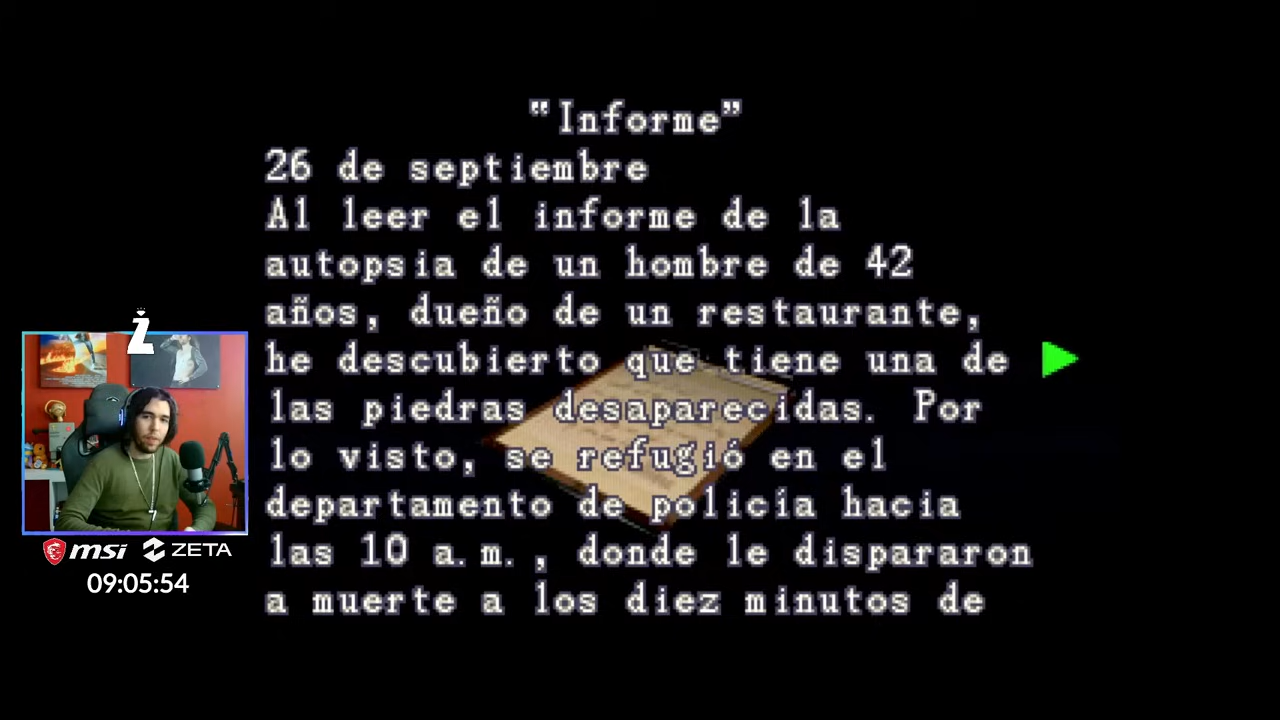 "Informe"
26 de septiembre
Al leer el informe de la
autopsia de un hombre de 42
años, dueño de un restaurante,
he descubierto que tiene una de
las piedras desaparecidas. Por
lo visto, se refugió en el
departamento de policía hacia
las 10 a.m., donde le dispararon
a muerte a los diez minutos de
msi ZETA
09:05:54